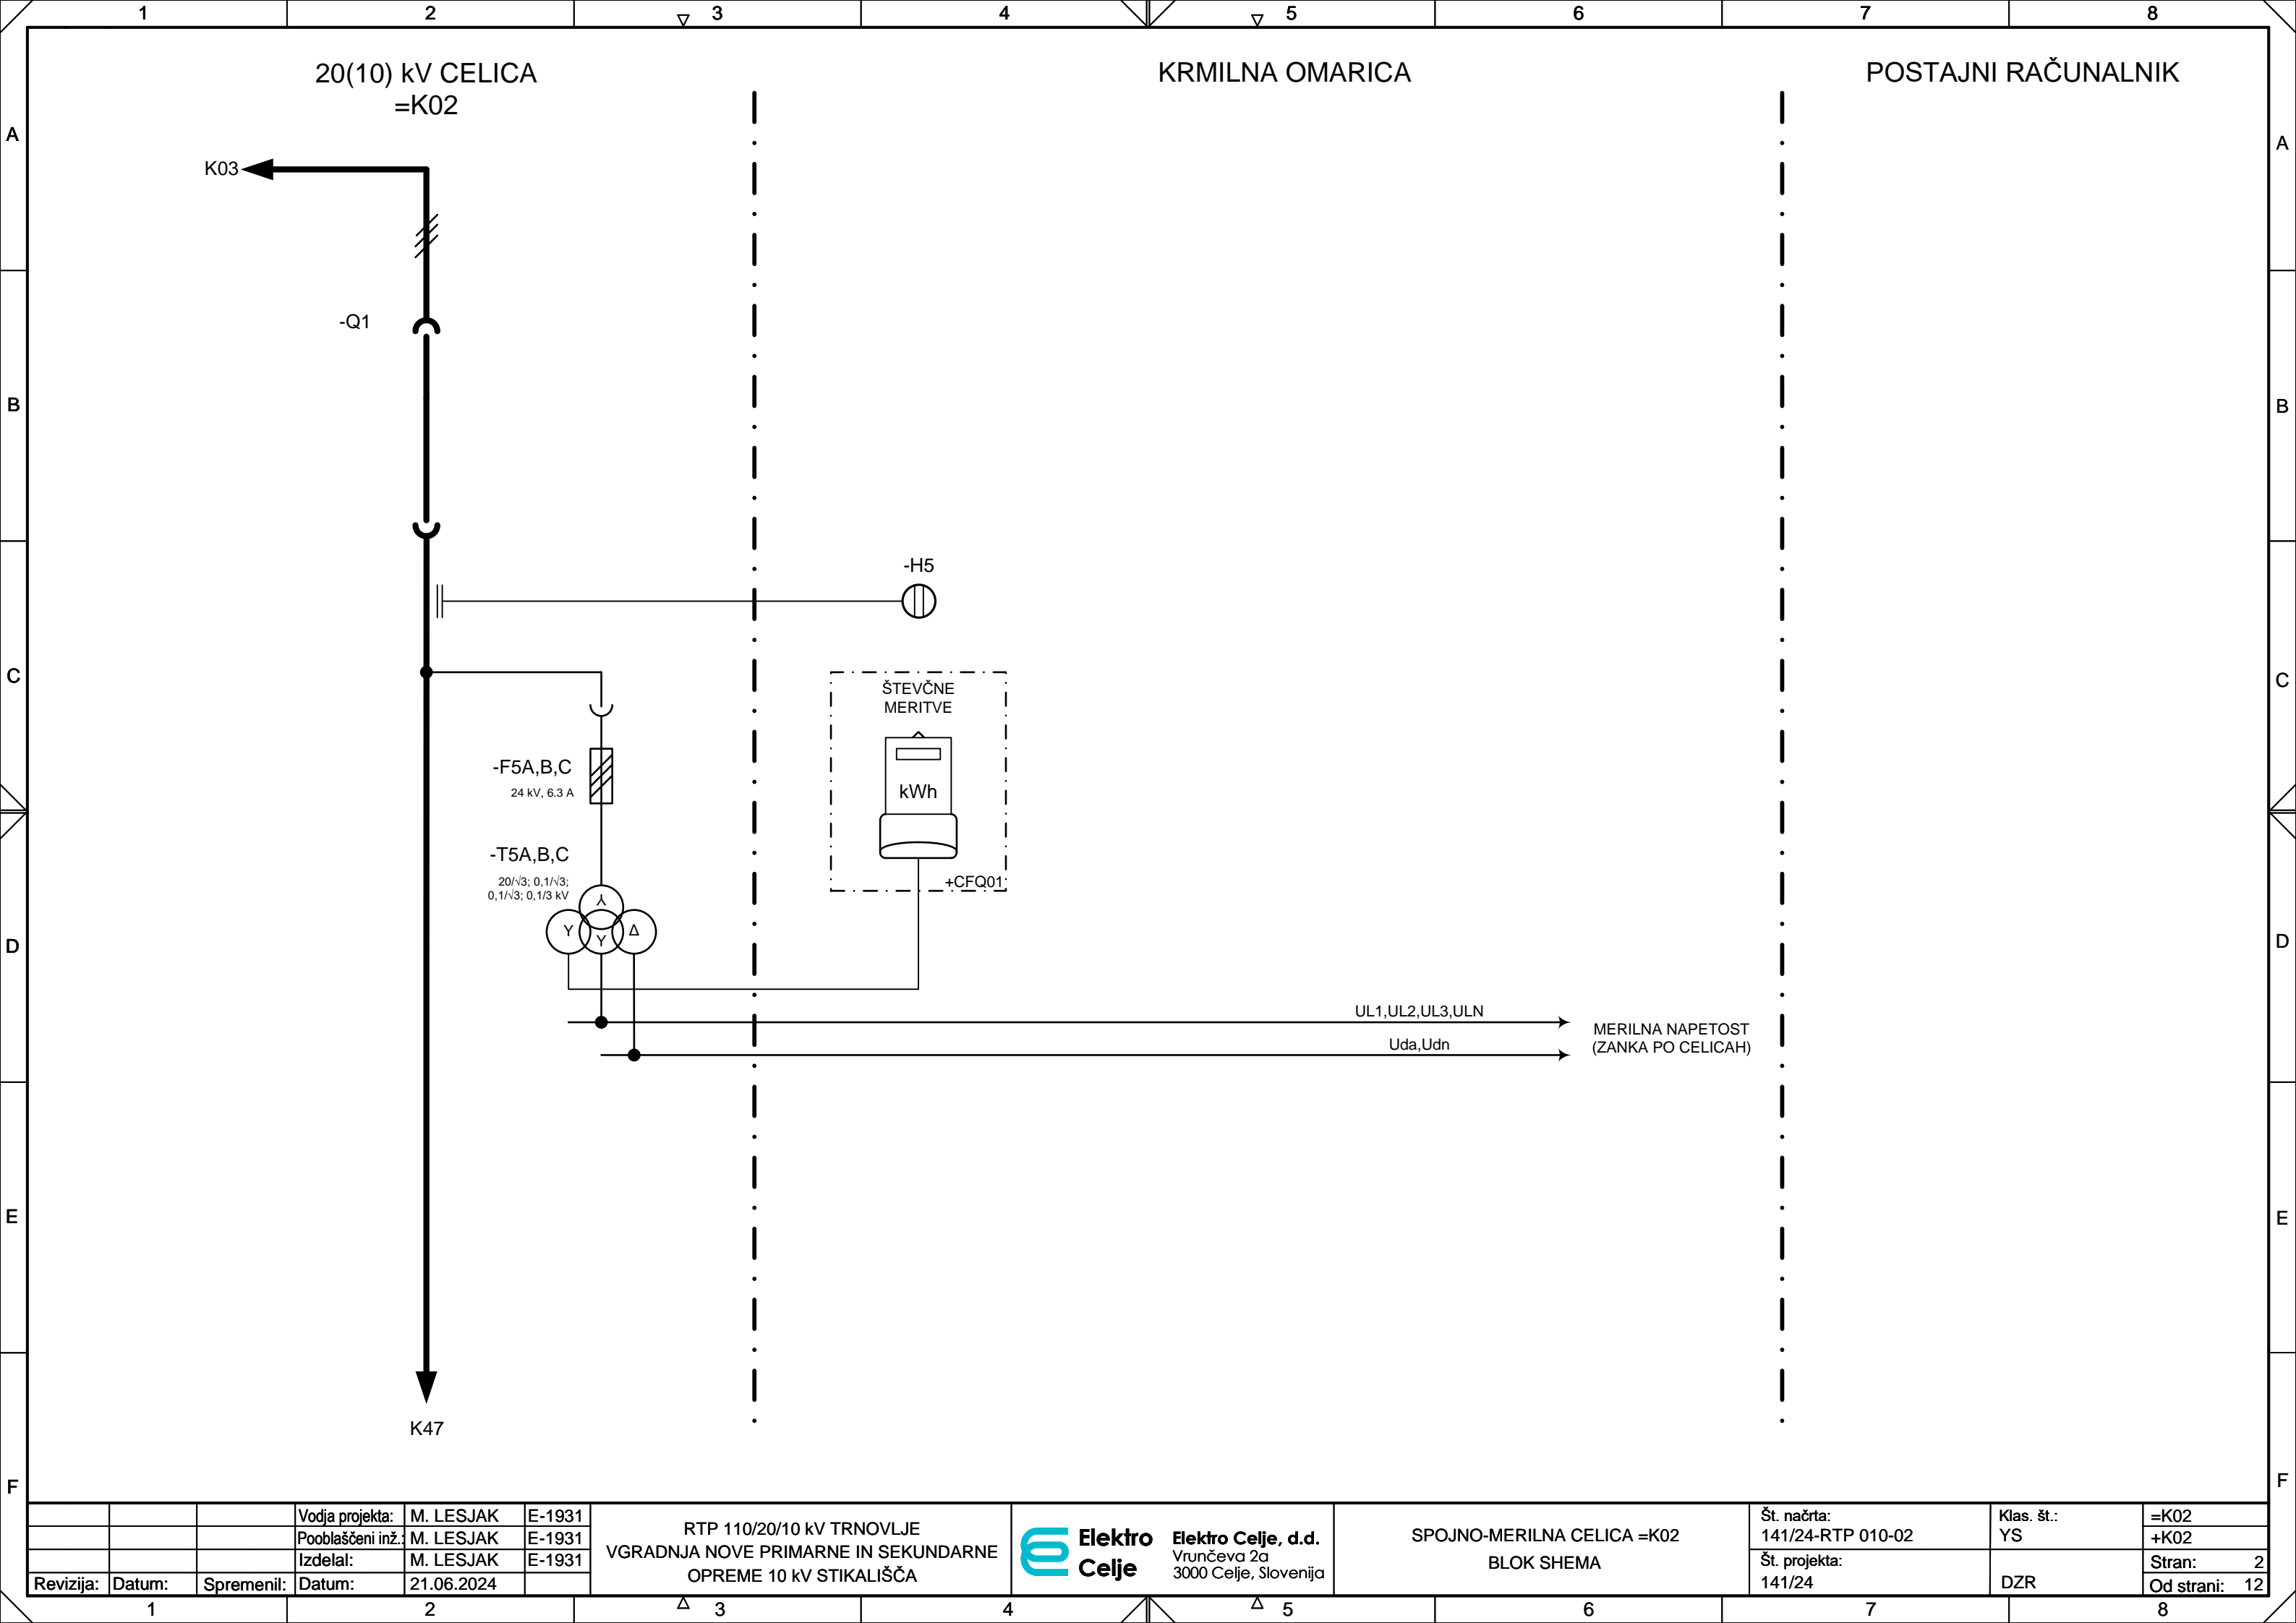 1 2 3 4 5 6 7 8
20(10) kV CELICA
=K02
KRMILNA OMARICA
POSTAJNI RAČUNALNIK
A A
K03
-Q1
B B
-H5
C C
ŠTEVČNE
MERITVE
-F5A,B,C
24 kV, 6.3 A
kWh
-T5A,B,C
20/√3; 0,1/√3;
0,1/√3; 0,1/3 kV
+CFQ01
Y
Y Y Δ
D D
UL1,UL2,UL3,ULN
Uda,Udn
MERILNA NAPETOST
(ZANKA PO CELICAH)
E E
K47
F F
Vodja projekta: M. LESJAK E-1931
Pooblaščeni inž.: M. LESJAK E-1931
Izdelal: M. LESJAK E-1931
Revizija: Datum: Spremenil: Datum: 21.06.2024
RTP 110/20/10 kV TRNOVLJE
VGRADNJA NOVE PRIMARNE IN SEKUNDARNE
OPREME 10 kV STIKALIŠČA
Elektro
Celje
Elektro Celje, d.d.
Vrunčeva 2a
3000 Celje, Slovenija
SPOJNO-MERILNA CELICA =K02
BLOK SHEMA
Št. načrta:
141/24-RTP 010-02
Št. projekta:
141/24
Klas. št.:
YS
DZR
=K02
+K02
Stran: 2
Od strani: 12
1 2 3 4 5 6 7 8